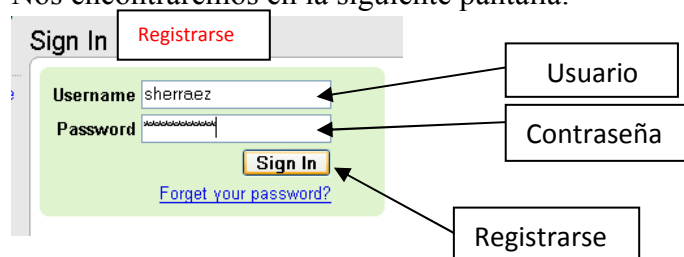 Nos encontraremos en la siguiente pantalla:
Sign In
Registrarse
Username sherraez
Usuario
Password ************
Contraseña
Sign In
Forget your password?
Registrarse